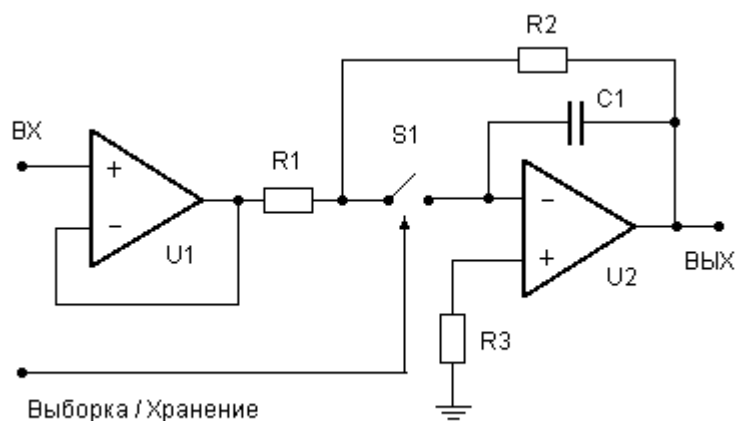 R2
C1
ВХ
S1
R1
+
−
−
+
U1
U2
ВЫХ
R3
Выборка / Хранение